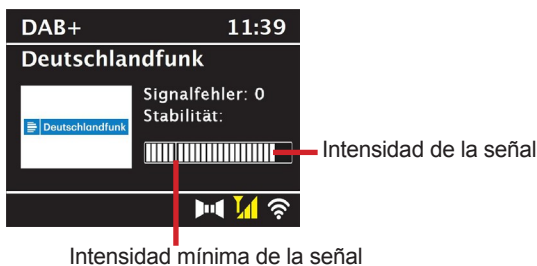 DAB+ 11:39
Deutschlandfunk
Signalfehler: 0
Stabilität:
Deutschlandfunk
Intensidad de la señal
Intensidad mínima de la señal